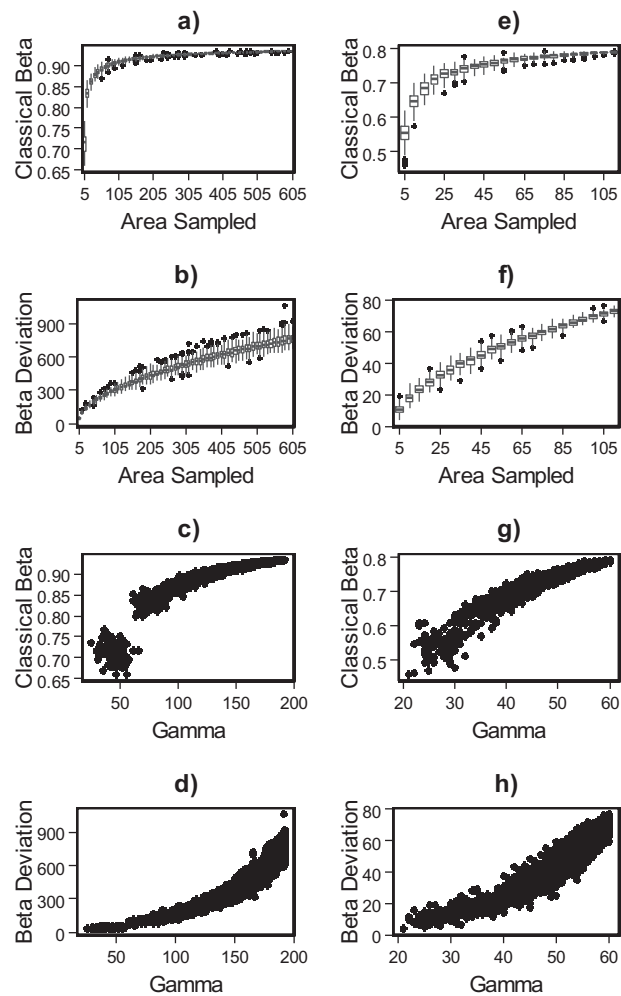 a)
Classical Beta
0.90
0.85
0.80
0.75
0.70
0.65
5 105 205 305 405 505 605
Area Sampled
e)
Classical Beta
0.8
0.7
0.6
0.5
5 25 45 65 85 105
Area Sampled
b)
Beta Deviation
900
600
300
0
5 105 205 305 405 505 605
Area Sampled
f)
Beta Deviation
80
60
40
20
0
5 25 45 65 85 105
Area Sampled
c)
Classical Beta
0.90
0.85
0.80
0.75
0.70
0.65
50 100 150 200
Gamma
g)
Classical Beta
0.8
0.7
0.6
0.5
20 30 40 50 60
Gamma
d)
Beta Deviation
900
600
300
0
50 100 150 200
Gamma
h)
Beta Deviation
80
60
40
20
0
20 30 40 50 60
Gamma